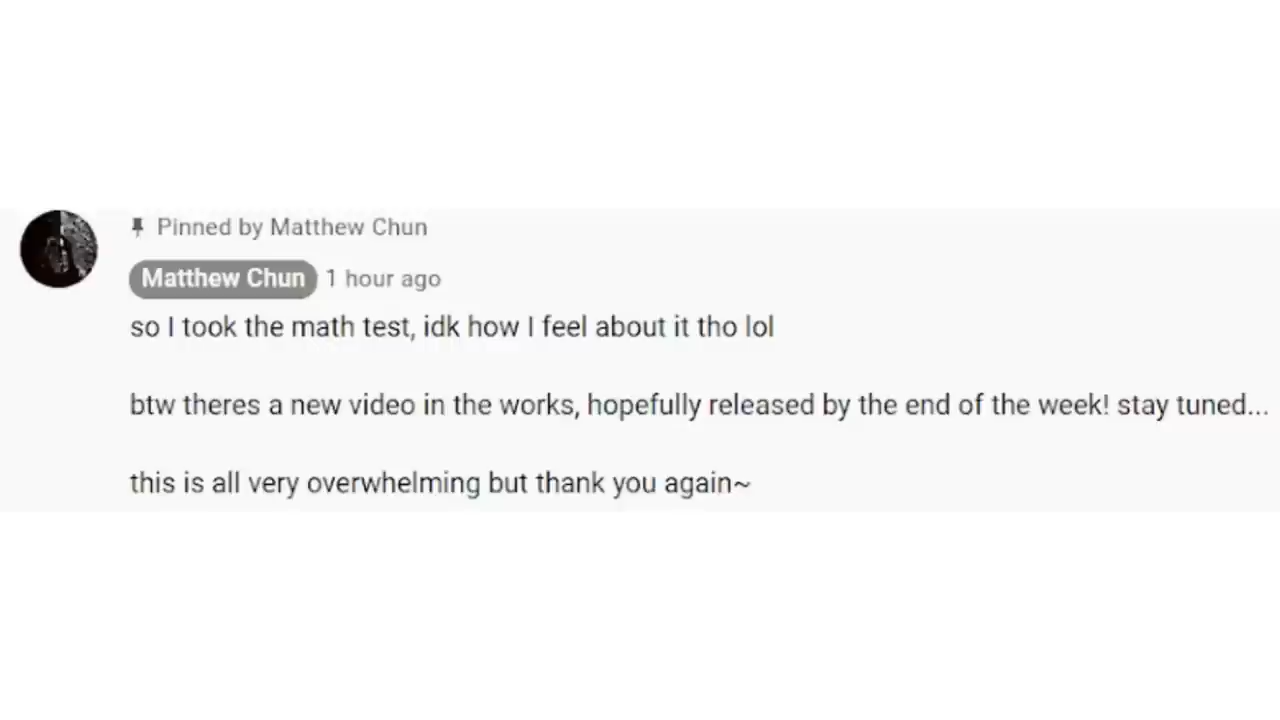 Pinned by Matthew Chun
Matthew Chun 1 hour ago
so I took the math test, idk how I feel about it tho lol
btw theres a new video in the works, hopefully released by the end of the week! stay tuned...
this is all very overwhelming but thank you again~